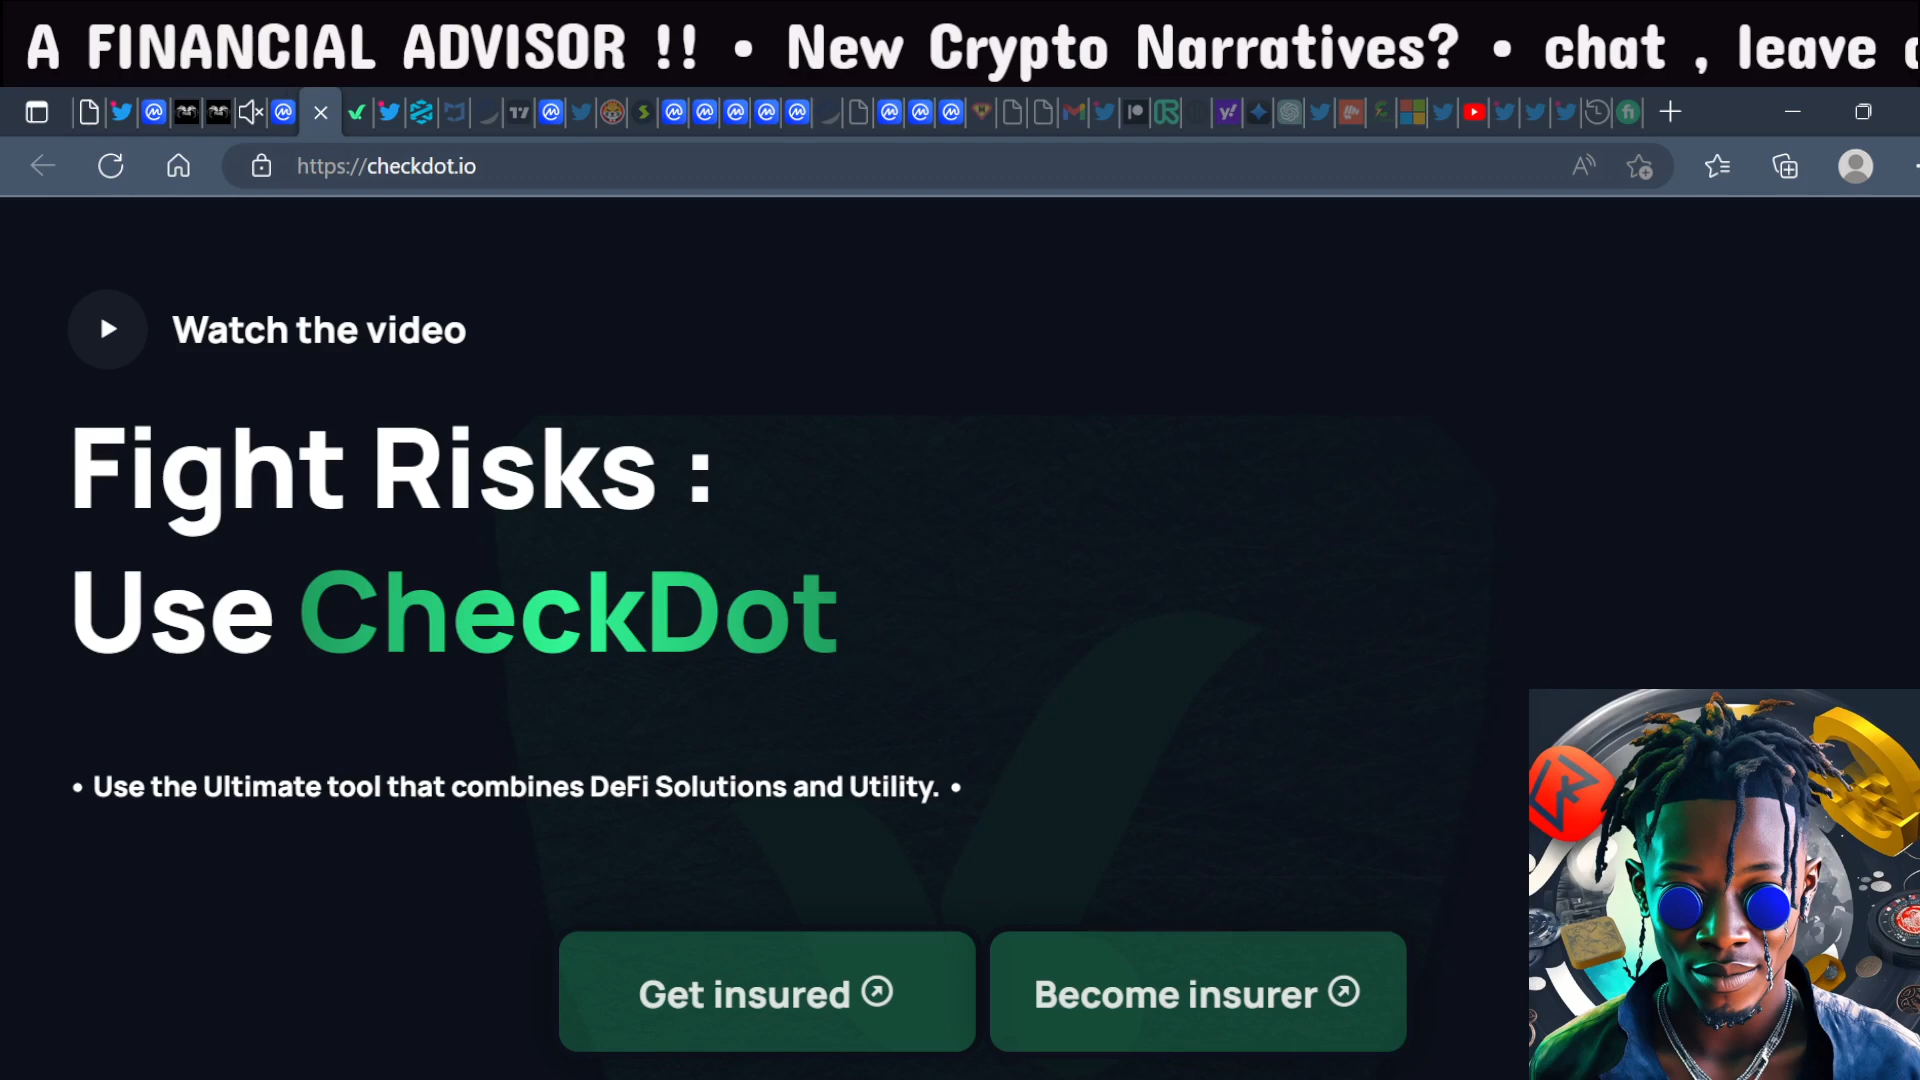 A FINANCIAL ADVISOR !! • New Crypto Narratives? • chat , leave
https://checkdot.io
Watch the video
Fight Risks :
Use CheckDot
• Use the Ultimate tool that combines DeFi Solutions and Utility. •
Get insured
Become insurer